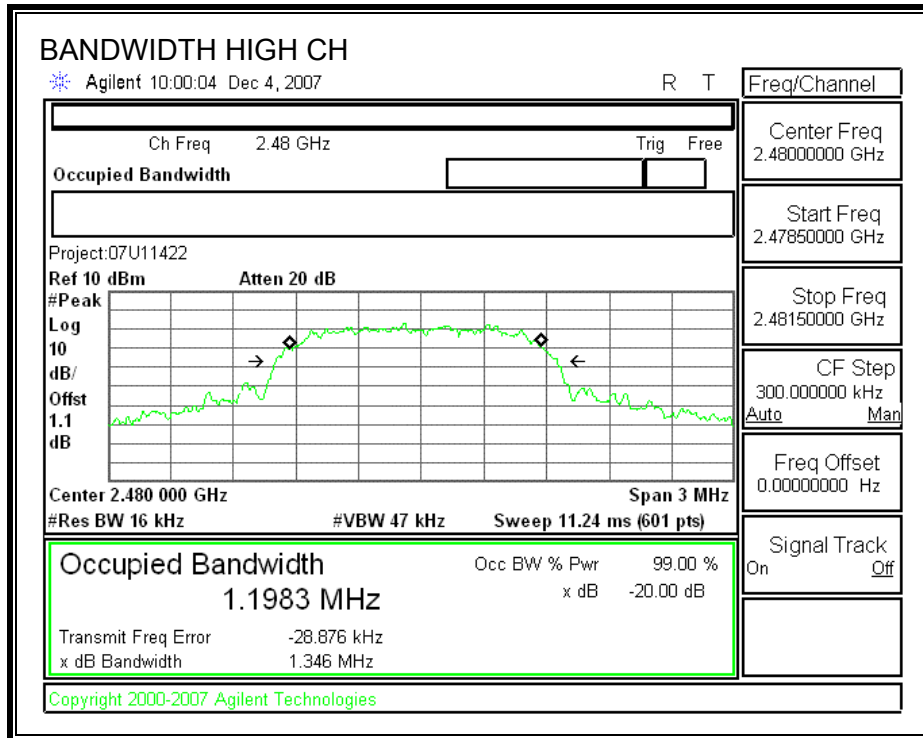 BANDWIDTH HIGH CH
Agilent 10:00:04 Dec 4, 2007 R T
Freq/Channel
Ch Freq 2.48 GHz Trig Free
Occupied Bandwidth
Center Freq
2.48000000 GHz
Start Freq
2.47850000 GHz
Stop Freq
2.48150000 GHz
CF Step
300.000000 kHz
Auto Man
Freq Offset
0.00000000 Hz
Signal Track
On Off
Project:07U11422
Ref 10 dBm Atten 20 dB
#Peak
Log
10
dB/
Offst
1.1
dB
Center 2.480 000 GHz Span 3 MHz
#Res BW 16 kHz #VBW 47 kHz Sweep 11.24 ms (601 pts)
Occupied Bandwidth
1.1983 MHz
Occ BW % Pwr 99.00 %
x dB -20.00 dB
Transmit Freq Error -28.876 kHz
x dB Bandwidth 1.346 MHz
Copyright 2000-2007 Agilent Technologies